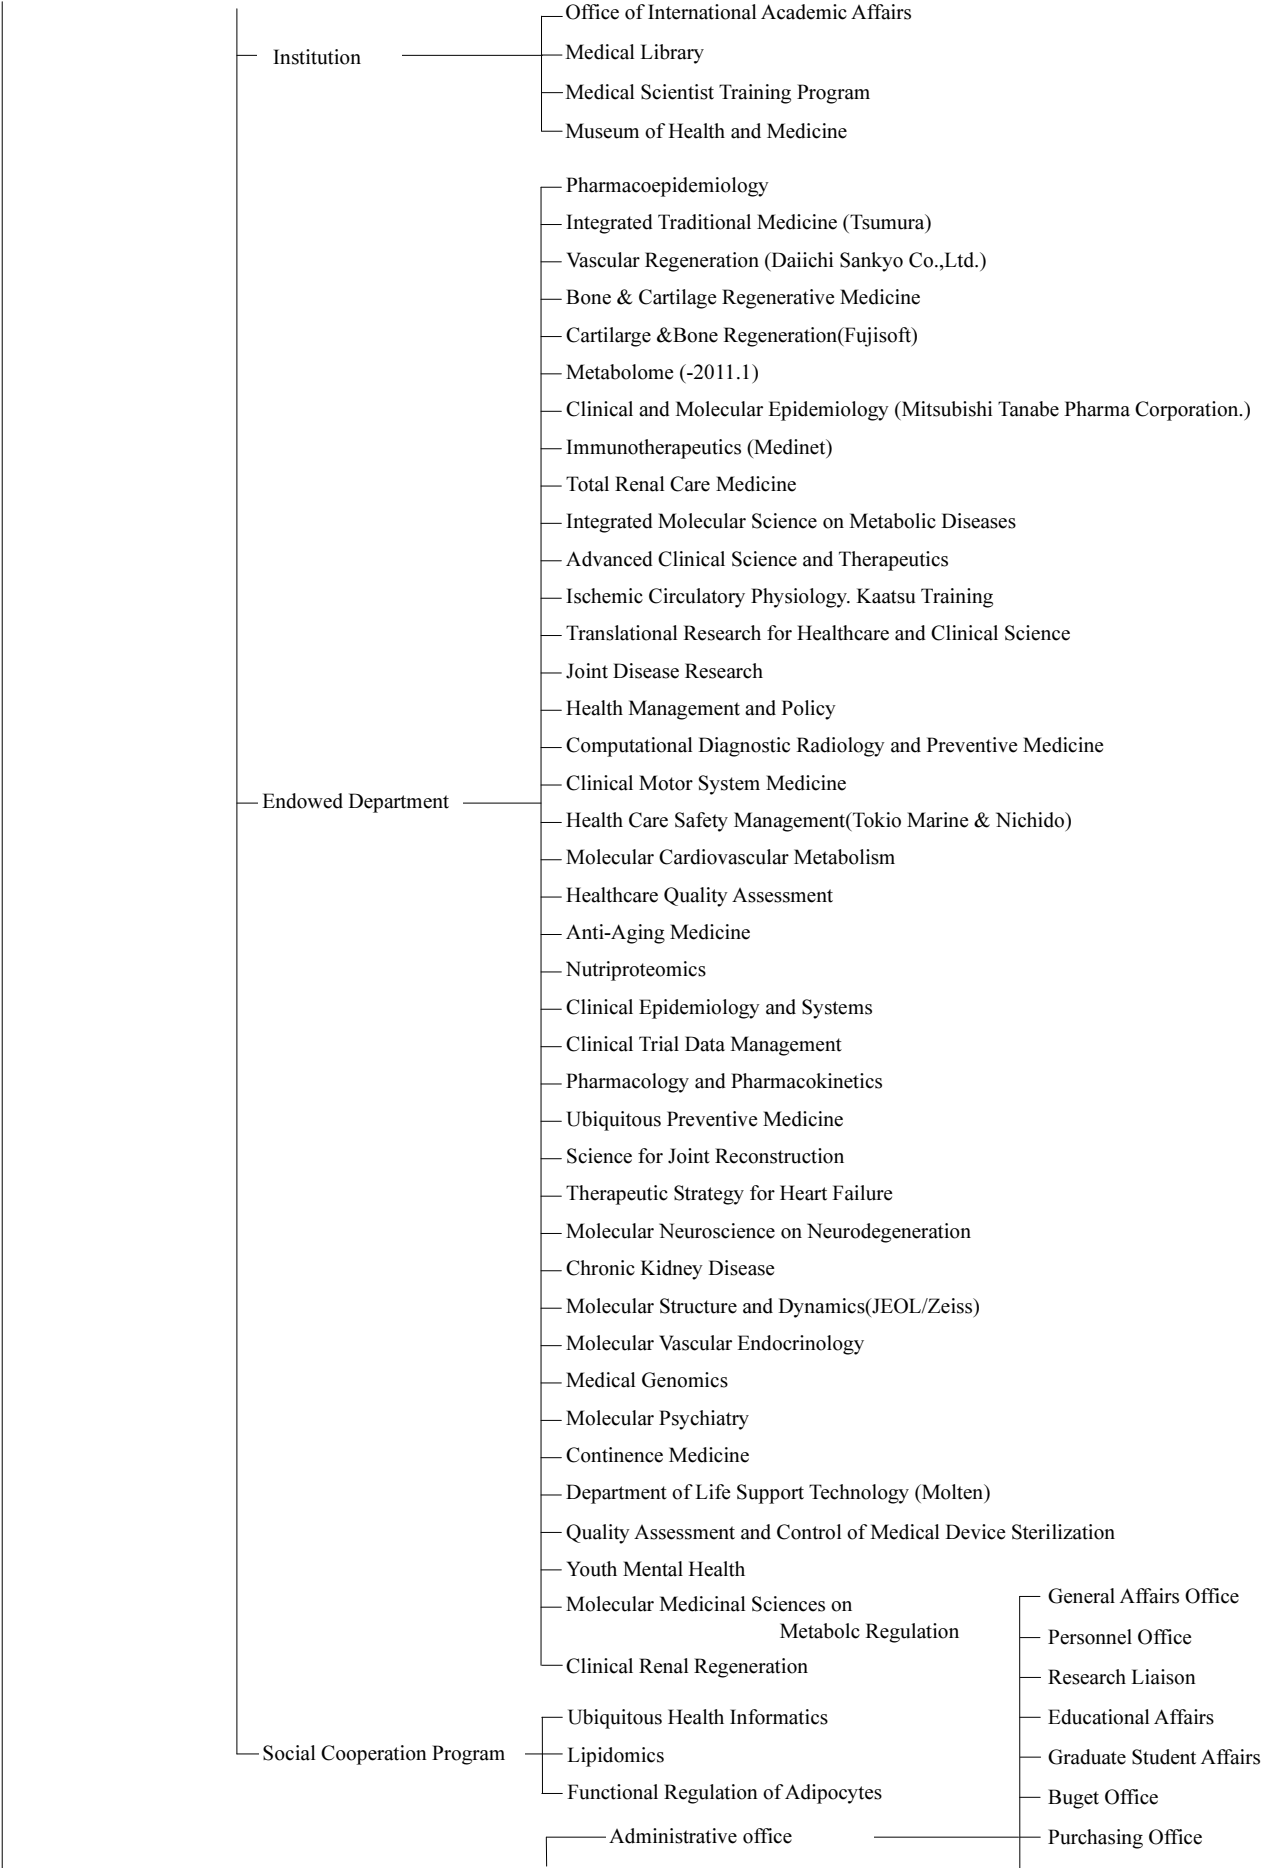 Office of International Academic Affairs
Institution
Medical Library
Medical Scientist Training Program
Museum of Health and Medicine
Pharmacoepidemiology
Integrated Traditional Medicine (Tsumura)
Vascular Regeneration (Daiichi Sankyo Co.,Ltd.)
Bone & Cartilage Regenerative Medicine
Cartilarge &Bone Regeneration(Fujisoft)
Metabolome (-2011.1)
Clinical and Molecular Epidemiology (Mitsubishi Tanabe Pharma Corporation.)
Immunotherapeutics (Medinet)
Total Renal Care Medicine
Integrated Molecular Science on Metabolic Diseases
Advanced Clinical Science and Therapeutics
Ischemic Circulatory Physiology. Kaatsu Training
Translational Research for Healthcare and Clinical Science
Joint Disease Research
Health Management and Policy
Computational Diagnostic Radiology and Preventive Medicine
Clinical Motor System Medicine
Endowed Department
Health Care Safety Management(Tokio Marine & Nichido)
Molecular Cardiovascular Metabolism
Healthcare Quality Assessment
Anti-Aging Medicine
Nutriproteomics
Clinical Epidemiology and Systems
Clinical Trial Data Management
Pharmacology and Pharmacokinetics
Ubiquitous Preventive Medicine
Science for Joint Reconstruction
Therapeutic Strategy for Heart Failure
Molecular Neuroscience on Neurodegeneration
Chronic Kidney Disease
Molecular Structure and Dynamics(JEOL/Zeiss)
Molecular Vascular Endocrinology
Medical Genomics
Molecular Psychiatry
Continence Medicine
Department of Life Support Technology (Molten)
Quality Assessment and Control of Medical Device Sterilization
Youth Mental Health
Molecular Medicinal Sciences on
Metabolc Regulation
Clinical Renal Regeneration
Social Cooperation Program
Ubiquitous Health Informatics
Lipidomics
Functional Regulation of Adipocytes
Administrative office
General Affairs Office
Personnel Office
Research Liaison
Educational Affairs
Graduate Student Affairs
Buget Office
Purchasing Office